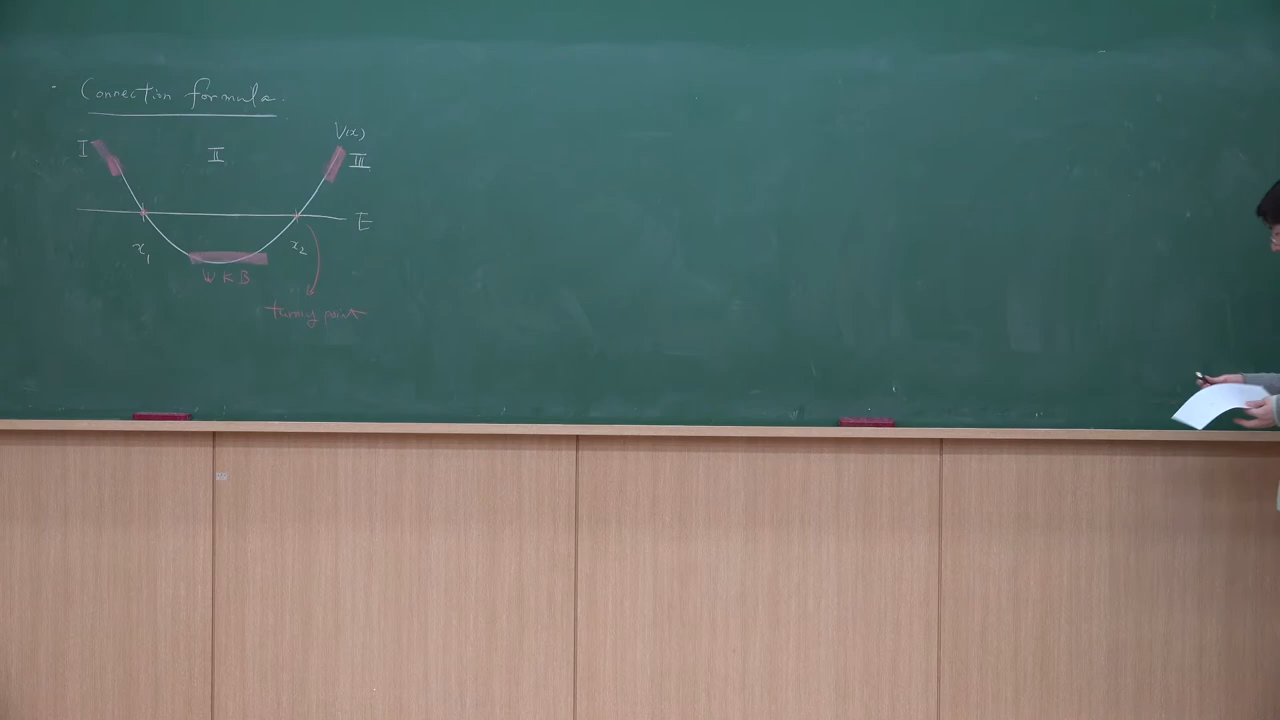 · Connection formula.
V(x)
I II III
E
x₁ x₂
WKB
turning point